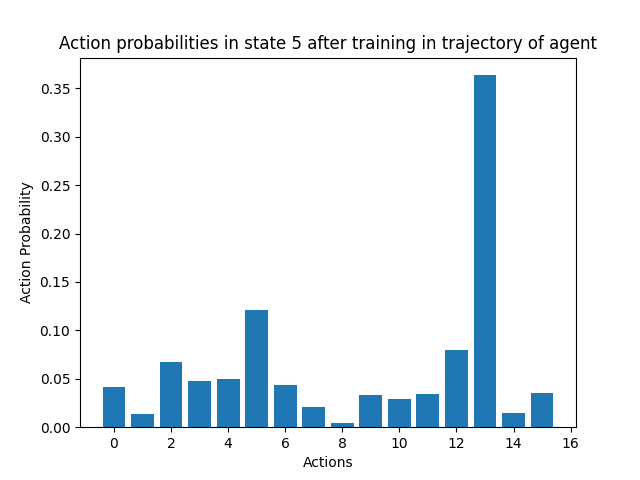 Action probabilities in state 5 after training in trajectory of agent
0.35
0.30
0.25
0.20
0.15
0.10
0.05
0.00
Action Probability
0 2 4 6 8 10 12 14 16
Actions